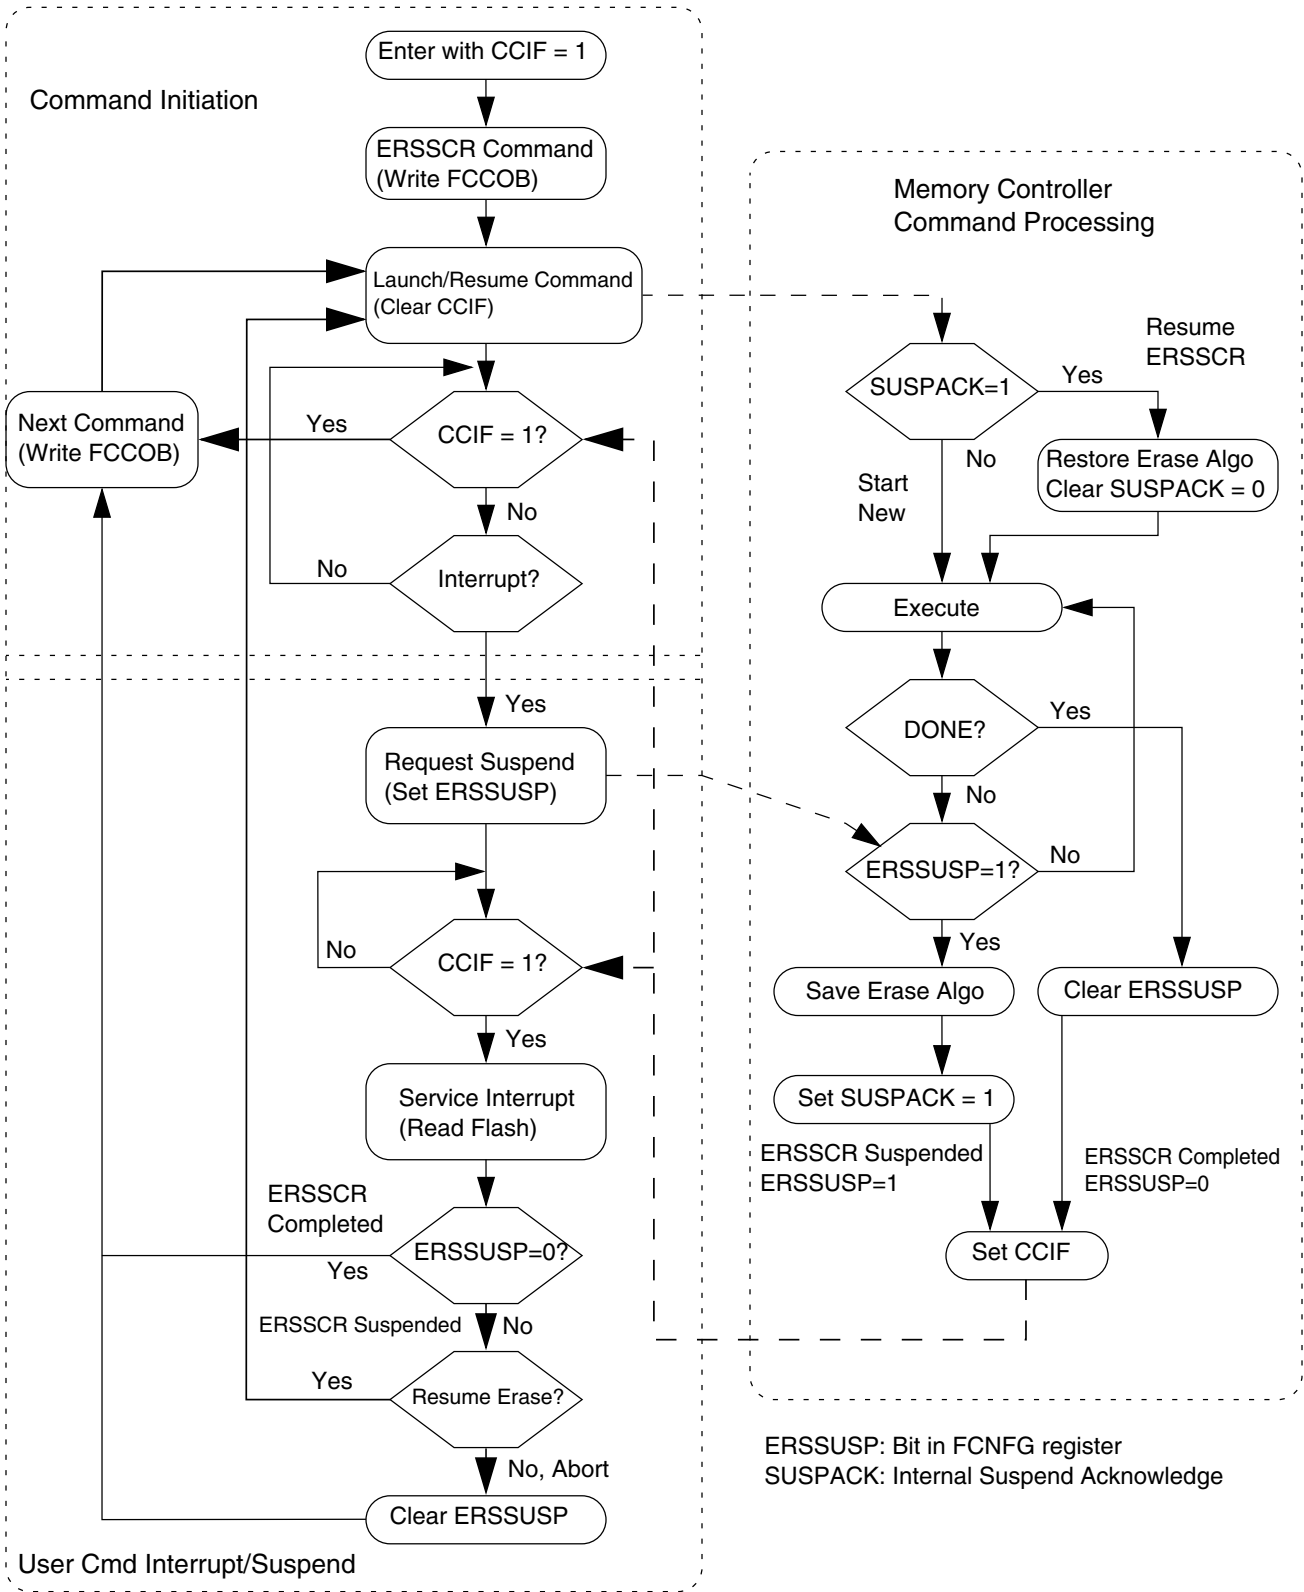 Enter with CCIF = 1
Command Initiation
ERSSCR Command
(Write FCCOB)
Memory Controller
Command Processing
Launch/Resume Command
(Clear CCIF)
Resume
ERSSCR
SUSPACK=1
Yes
Next Command
(Write FCCOB)
Yes
CCIF = 1?
No
Restore Erase Algo
Clear SUSPACK = 0
Start
New
No
No
Interrupt?
Execute
Yes
DONE?
Yes
Request Suspend
(Set ERSSUSP)
No
ERSSUSP=1?
No
No
CCIF = 1?
Yes
Save Erase Algo
Clear ERSSUSP
Yes
Service Interrupt
(Read Flash)
Set SUSPACK = 1
ERSSCR Suspended
ERSSUSP=1
ERSSCR Completed
ERSSUSP=0
ERSSCR
Completed
ERSSUSP=0?
Yes
Set CCIF
ERSSCR Suspended
No
Yes
Resume Erase?
No, Abort
Clear ERSSUSP
ERSSUSP: Bit in FCNFG register
SUSPACK: Internal Suspend Acknowledge
User Cmd Interrupt/Suspend